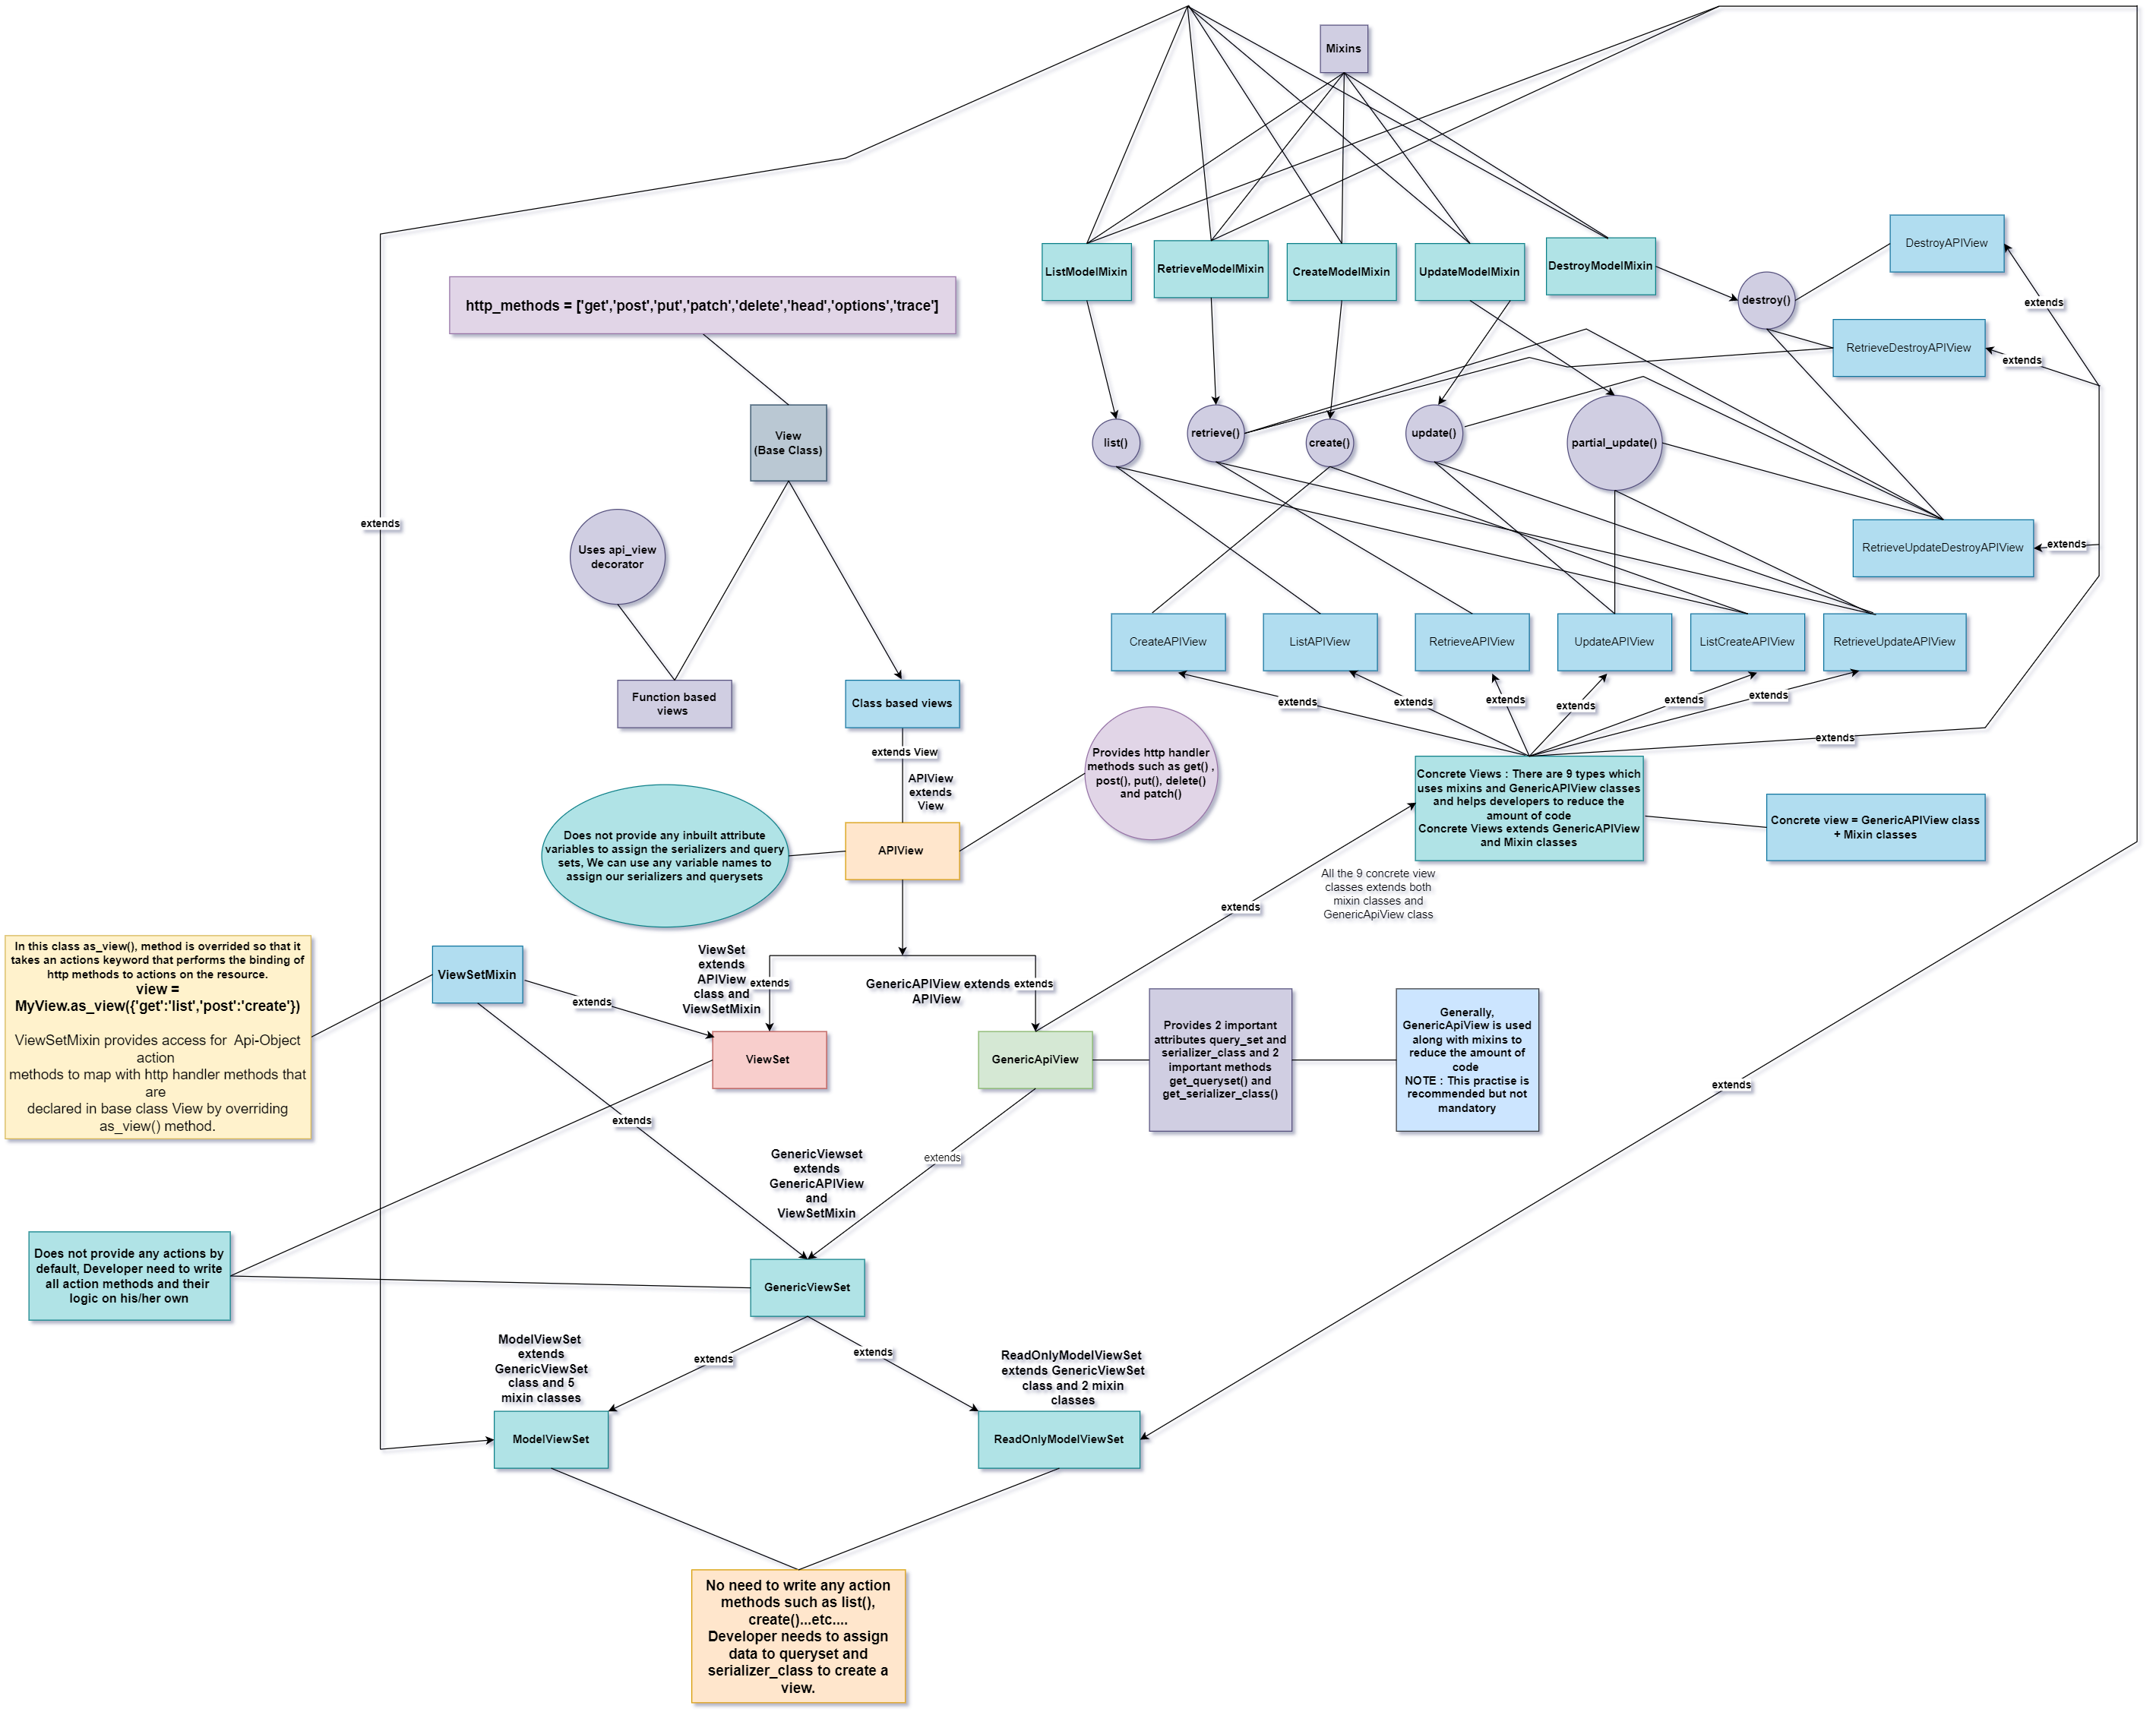 Mixins
DestroyAPIView
ListModelMixin
RetrieveModelMixin
CreateModelMixin
UpdateModelMixin
DestroyModelMixin
destroy()
extends
http_methods = ['get','post','put','patch','delete','head','options','trace']
RetrieveDestroyAPIView
extends
View
(Base Class)
list()
retrieve()
create()
update()
partial_update()
extends
Uses api_view
decorator
RetrieveUpdateDestroyAPIView
extends
CreateAPIView
ListAPIView
RetrieveAPIView
UpdateAPIView
ListCreateAPIView
RetrieveUpdateAPIView
Function based
views
Class based views
extends
extends
extends
extends
extends
extends
extends
extends View
APIView
extends
View
Provides http handler
methods such as get() ,
post(), put(), delete()
and patch()
Concrete Views : There are 9 types which
uses mixins and GenericAPIView classes
and helps developers to reduce the
amount of code
Concrete Views extends GenericAPIView
and Mixin classes
Concrete view = GenericAPIView class
+ Mixin classes
Does not provide any inbuilt attribute
variables to assign the serializers and query
sets, We can use any variable names to
assign our serializers and querysets
APIView
All the 9 concrete view
classes extends both
mixin classes and
GenericApiView class
extends
In this class as_view(), method is overrided so that it
takes an actions keyword that performs the binding of
http methods to actions on the resource.
view =
MyView.as_view({'get':'list','post':'create'})
ViewSetMixin provides access for  Api-Object
action
methods to map with http handler methods that
are
declared in base class View by overriding
as_view() method.
ViewSetMixin
extends
ViewSet
extends
APIView
class and
ViewSetMixin
extends
GenericAPIView extends
APIView
extends
ViewSet
GenericApiView
Provides 2 important
attributes query_set and
serializer_class and 2
important methods
get_queryset() and
get_serializer_class()
Generally,
GenericApiView is used
along with mixins to
reduce the amount of
code
NOTE : This practise is
recommended but not
mandatory
extends
extends
GenericViewset
extends
GenericAPIView
and
ViewSetMixin
extends
Does not provide any actions by
default, Developer need to write
all action methods and their
logic on his/her own
GenericViewSet
ModelViewSet
extends
GenericViewSet
class and 5
mixin classes
extends
extends
ReadOnlyModelViewSet
extends GenericViewSet
class and 2 mixin
classes
ModelViewSet
ReadOnlyModelViewSet
No need to write any action
methods such as list(),
create()...etc....
Developer needs to assign
data to queryset and
serializer_class to create a
view.